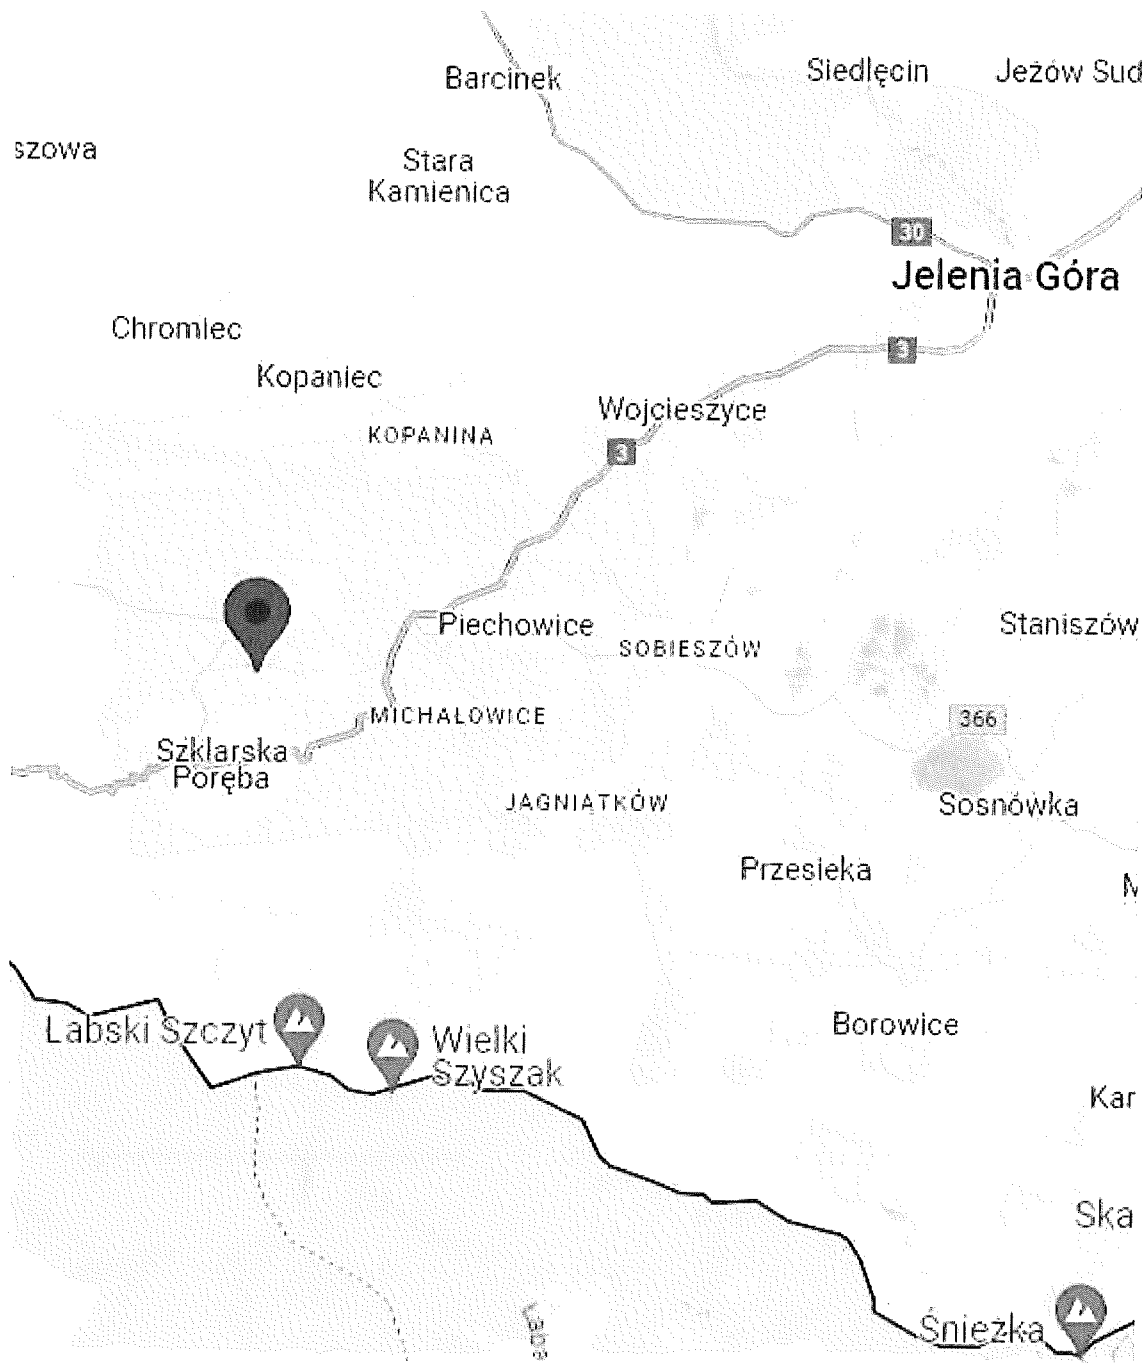 Barcinek
Siedlęcin
Jeżów Sud
szowa
Stara
Kamienica
30
Jelenia Góra
Chromiec
3
Kopaniec
Wojcieszyce
KOPANINA
3
Piechowice
Staniszów
SOBIESZÓW
MICHAŁOWICE
366
Szklarska
Poręba
JAGNIĄTKÓW
Sosnówka
Przesieka
M
Łabski Szczyt
Wielki
Szyszak
Borowice
Kar
Ska
Śnieżka
Labe